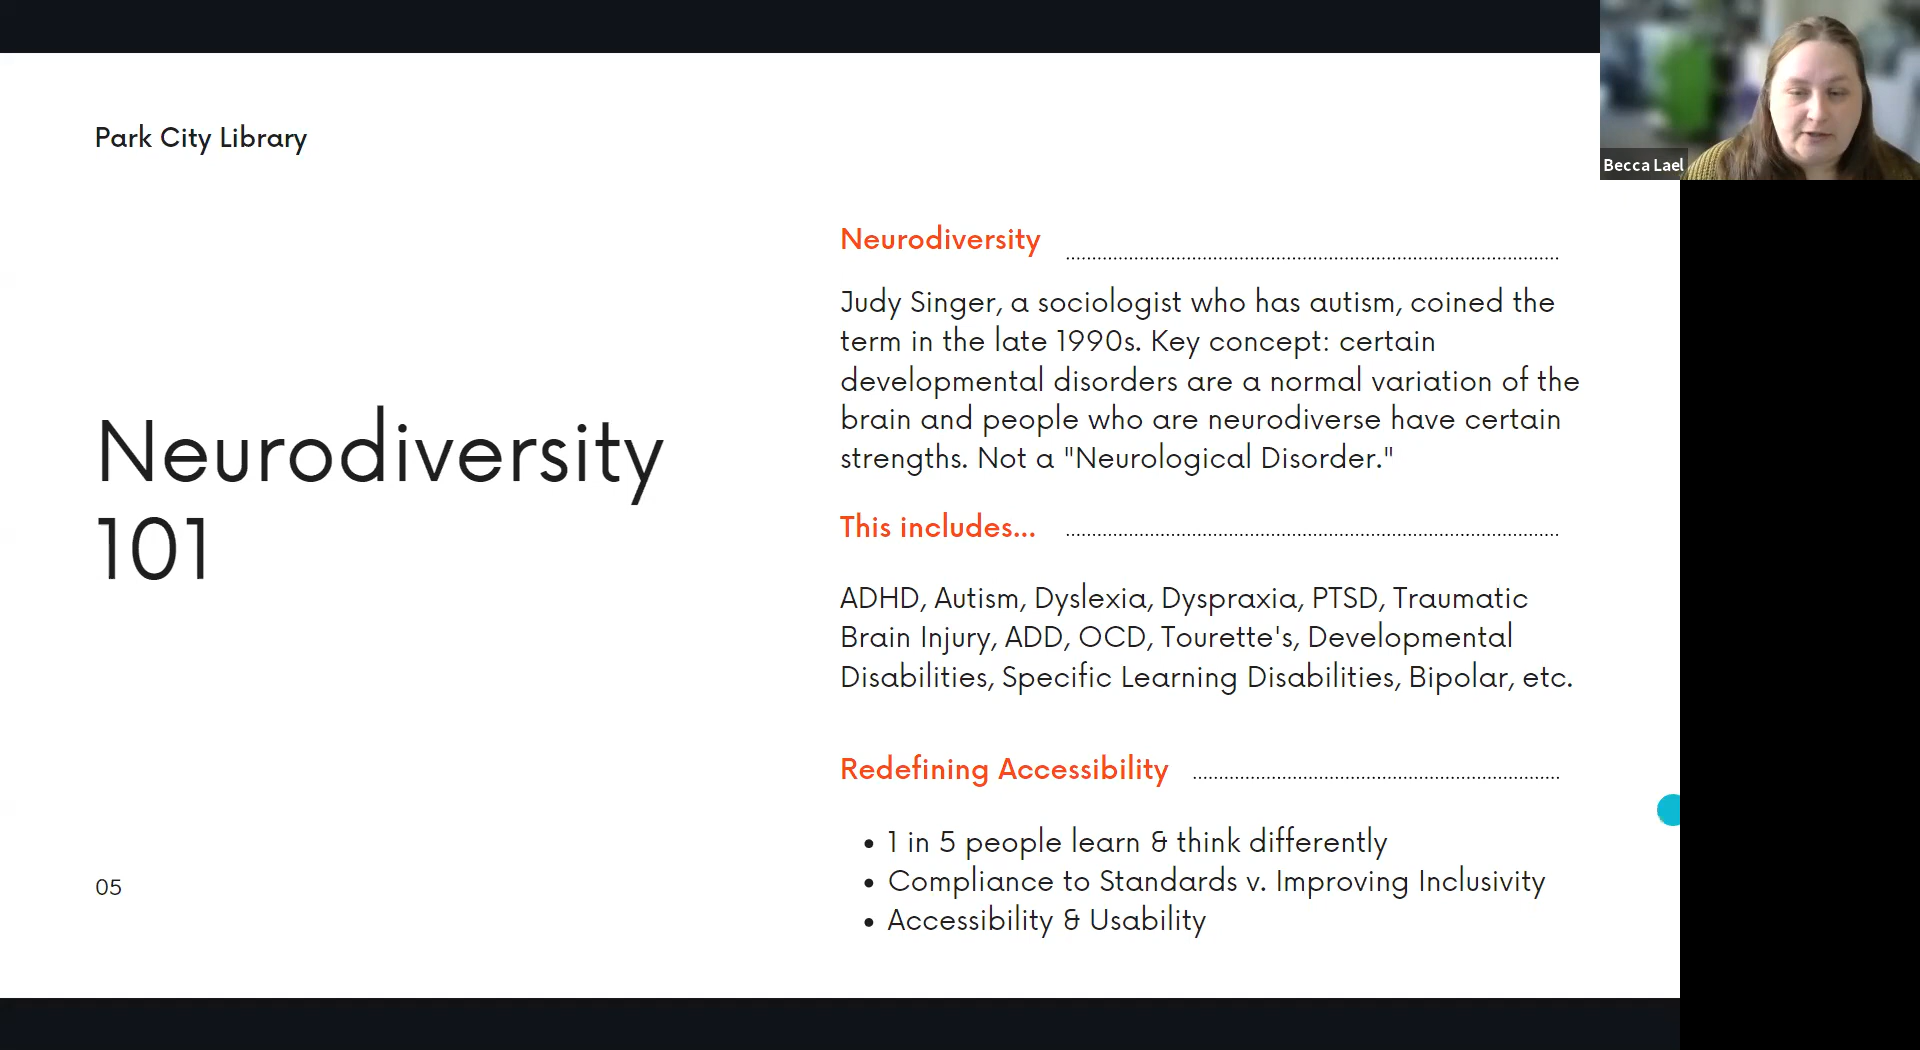 Park City Library
Becca Lael
Neurodiversity
101
05
Neurodiversity
Judy Singer, a sociologist who has autism, coined the
term in the late 1990s. Key concept: certain
developmental disorders are a normal variation of the
brain and people who are neurodiverse have certain
strengths. Not a "Neurological Disorder."
This includes...
ADHD, Autism, Dyslexia, Dyspraxia, PTSD, Traumatic
Brain Injury, ADD, OCD, Tourette's, Developmental
Disabilities, Specific Learning Disabilities, Bipolar, etc.
Redefining Accessibility
• 1 in 5 people learn & think differently
• Compliance to Standards v. Improving Inclusivity
• Accessibility & Usability